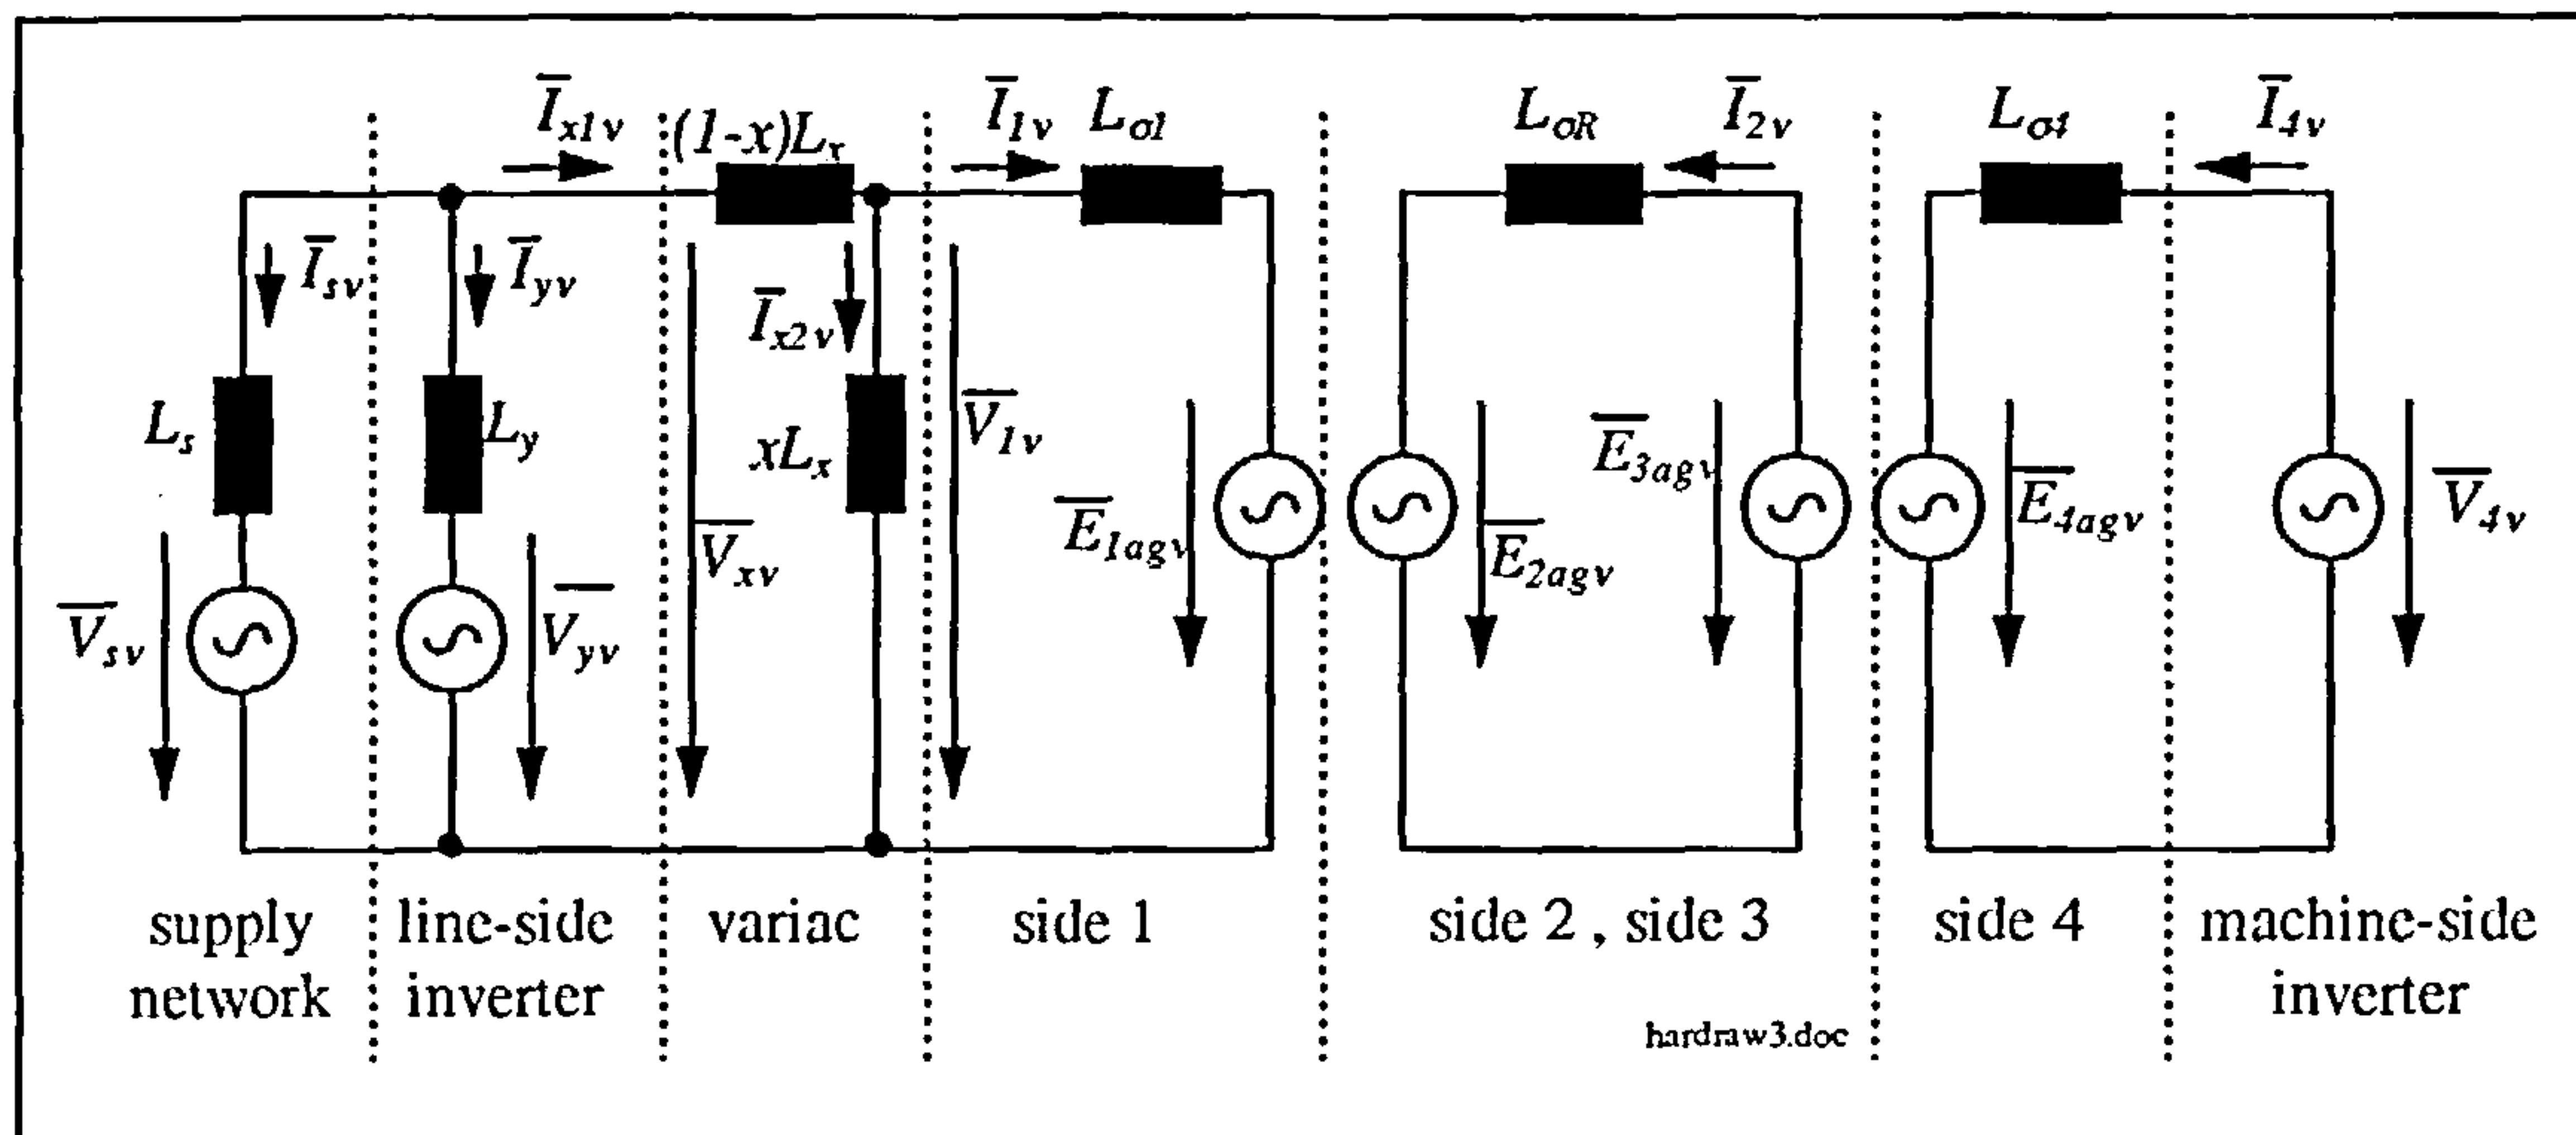 I̅x1v
(1-x)Lx
I̅1v
Lσ1
LσR
I̅2v
Lσ4
I̅4v
I̅sv
I̅yv
I̅x2v
Ls
Ly
xLx
V̅1v
E̅1agv
E̅3agv
E̅2agv
E̅4agv
V̅4v
V̅xv
V̅sv
V̅yv
supply network
line-side inverter
variac
side 1
side 2 , side 3
side 4
machine-side inverter
hardraw3.doc